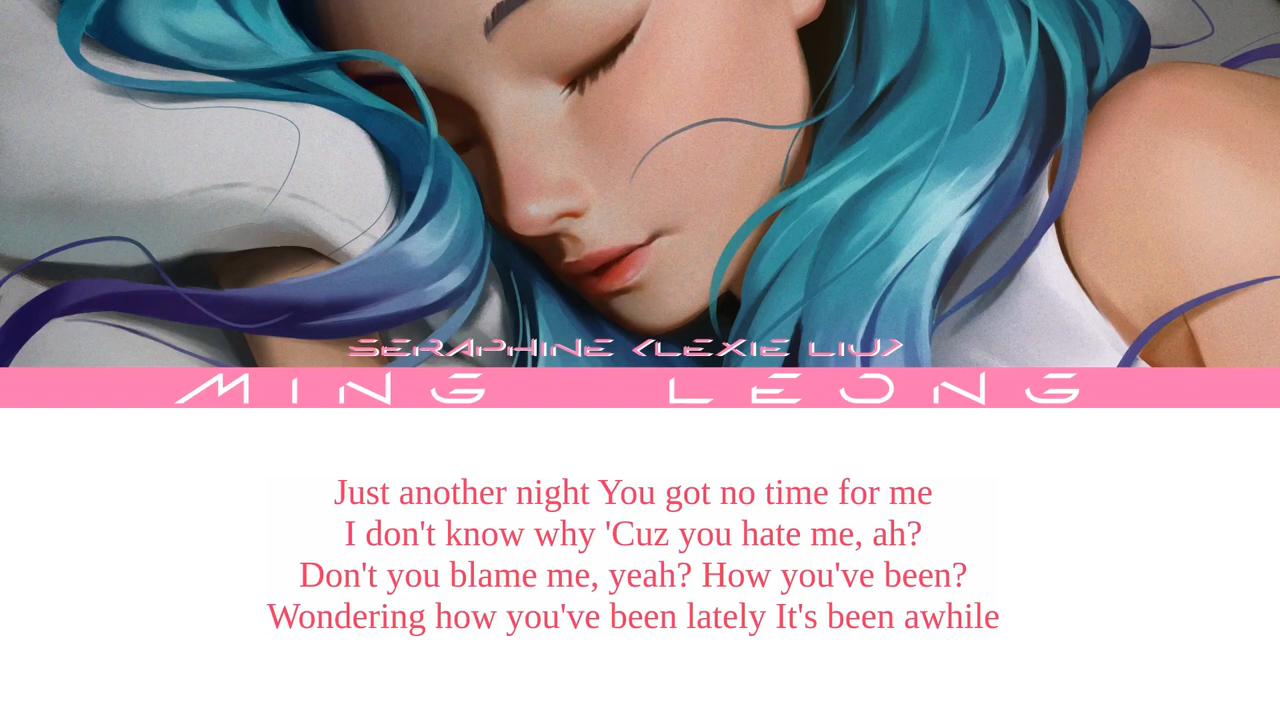 SERAPHINE <LEXIE LIU>
MING LEONG
Just another night You got no time for me
I don't know why 'Cuz you hate me, ah?
Don't you blame me, yeah? How you've been?
Wondering how you've been lately It's been awhile